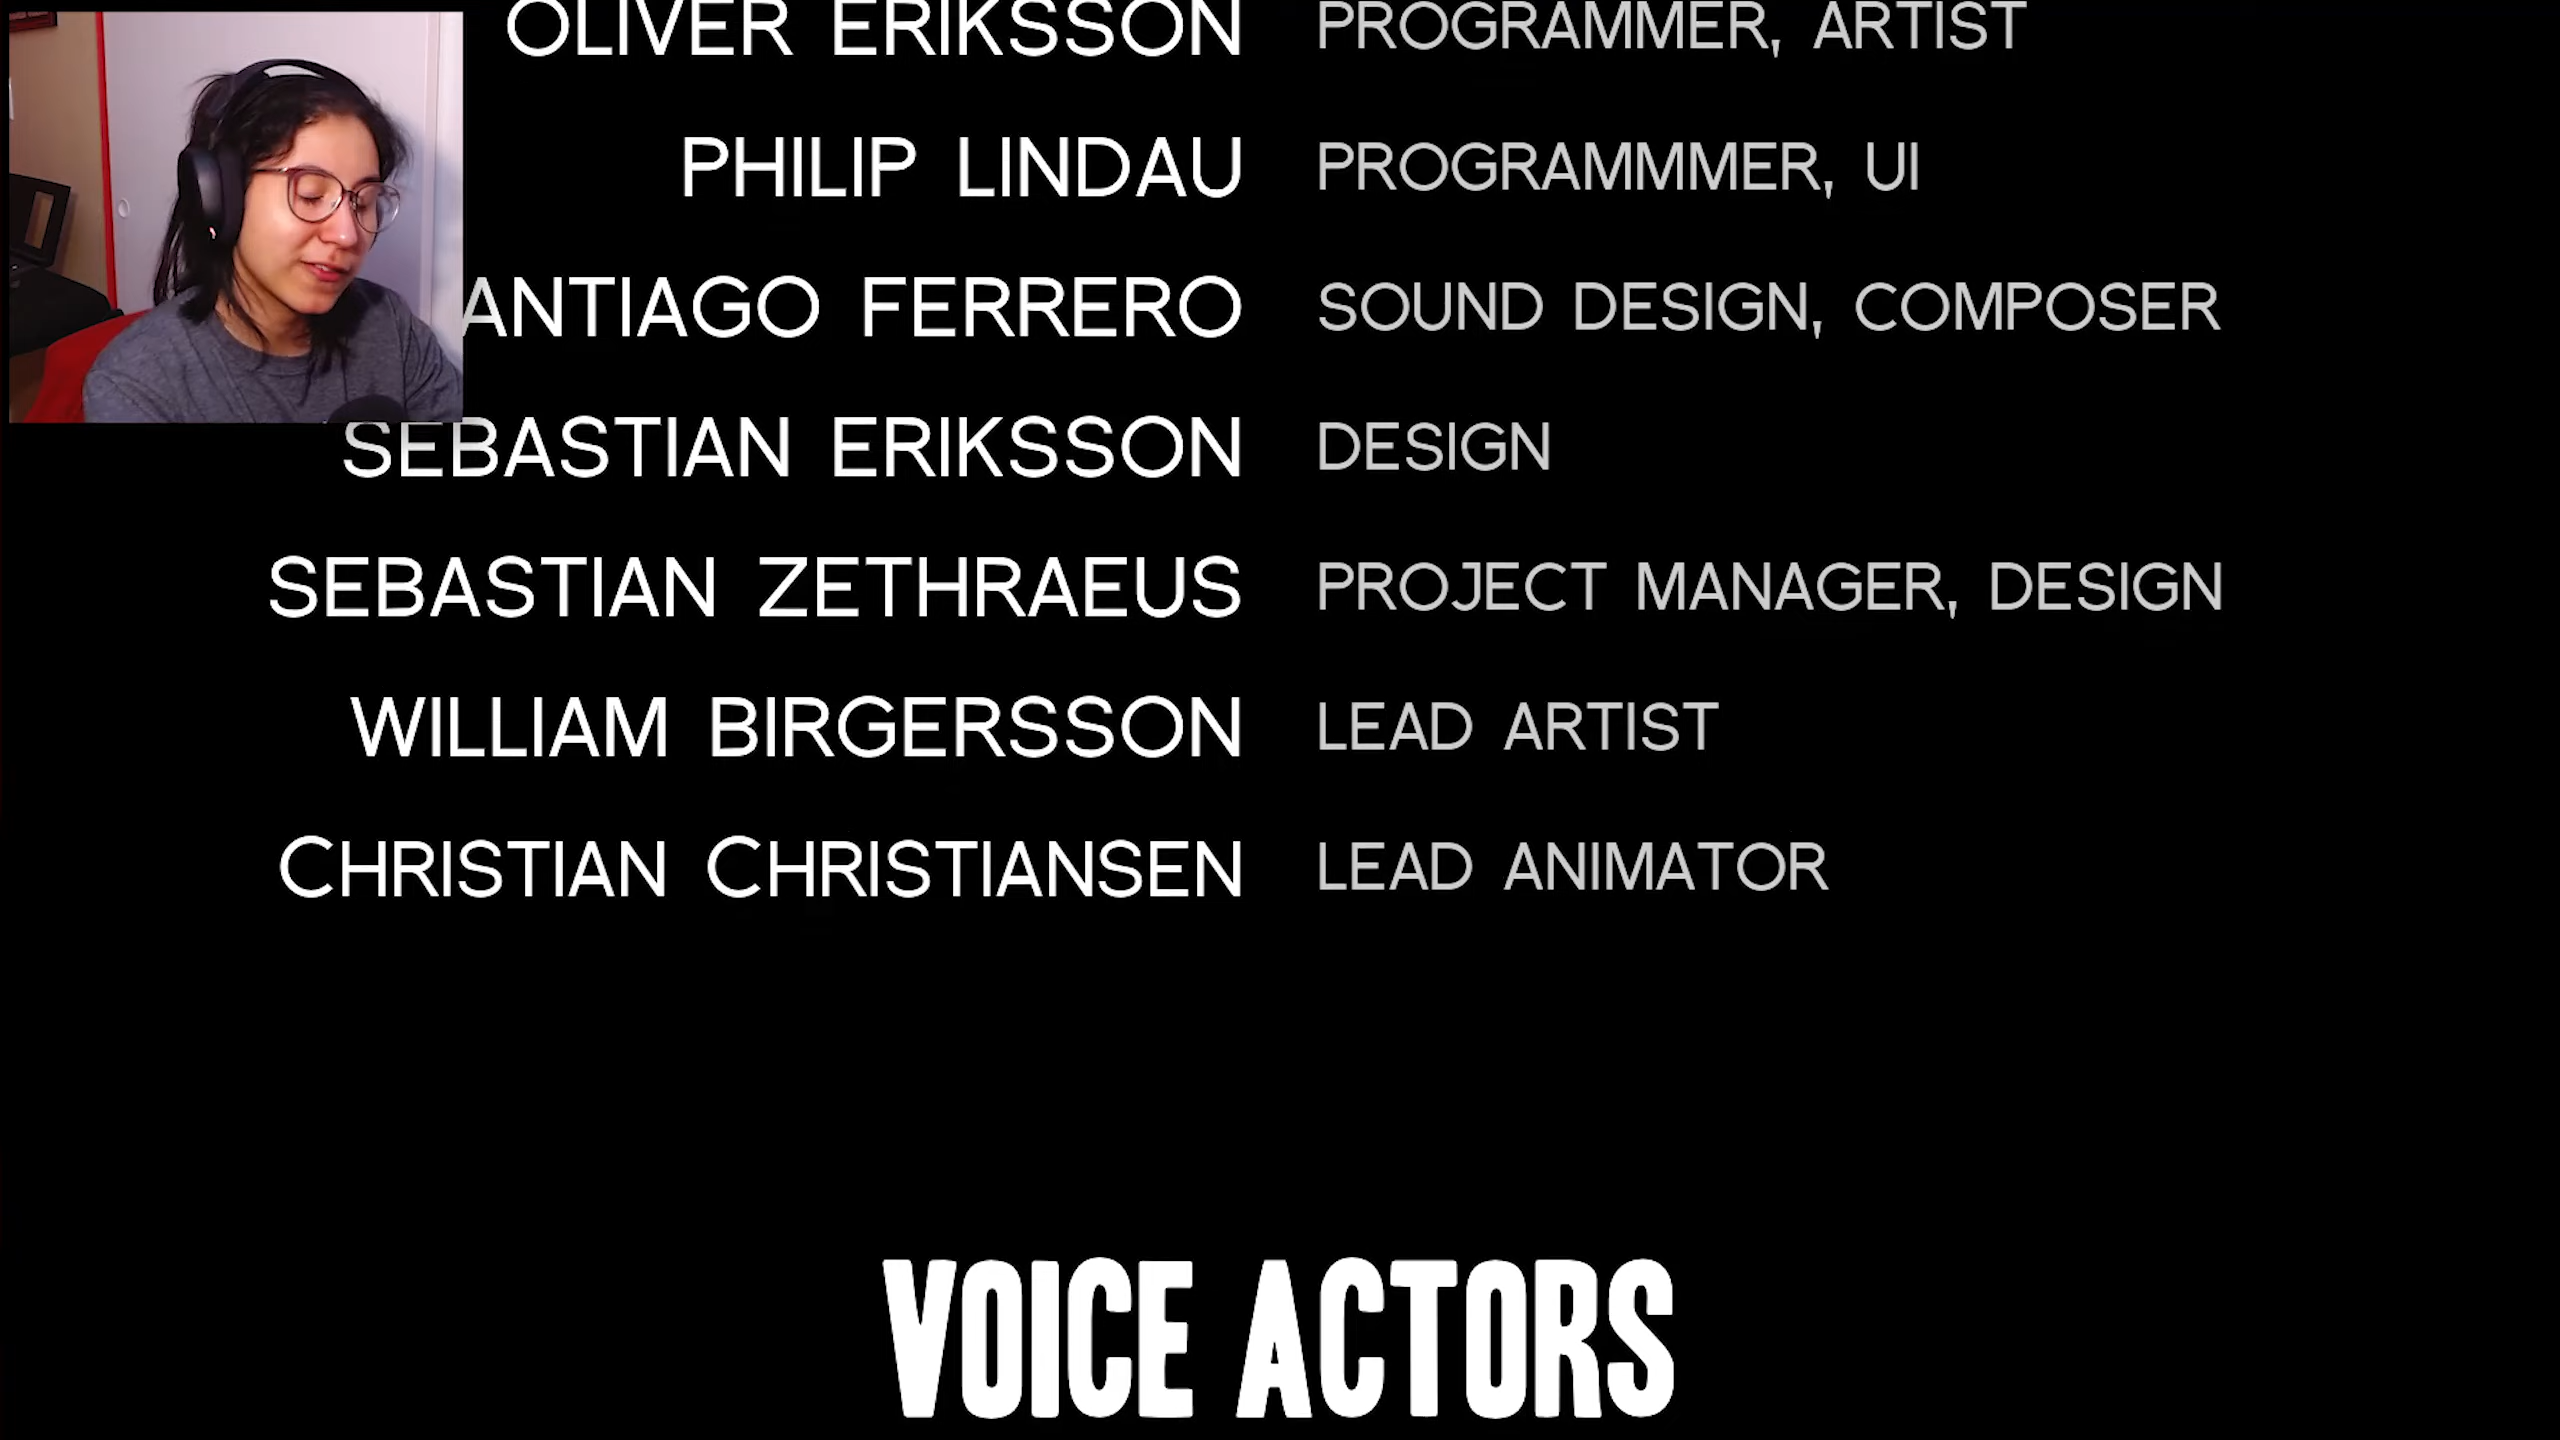 OLIVER ERIKSSON PROGRAMMER, ARTIST
PHILIP LINDAU PROGRAMMMER, UI
ANTIAGO FERRERO SOUND DESIGN, COMPOSER
SEBASTIAN ERIKSSON DESIGN
SEBASTIAN ZETHRAEUS PROJECT MANAGER, DESIGN
WILLIAM BIRGERSSON LEAD ARTIST
CHRISTIAN CHRISTIANSEN LEAD ANIMATOR
VOICE ACTORS